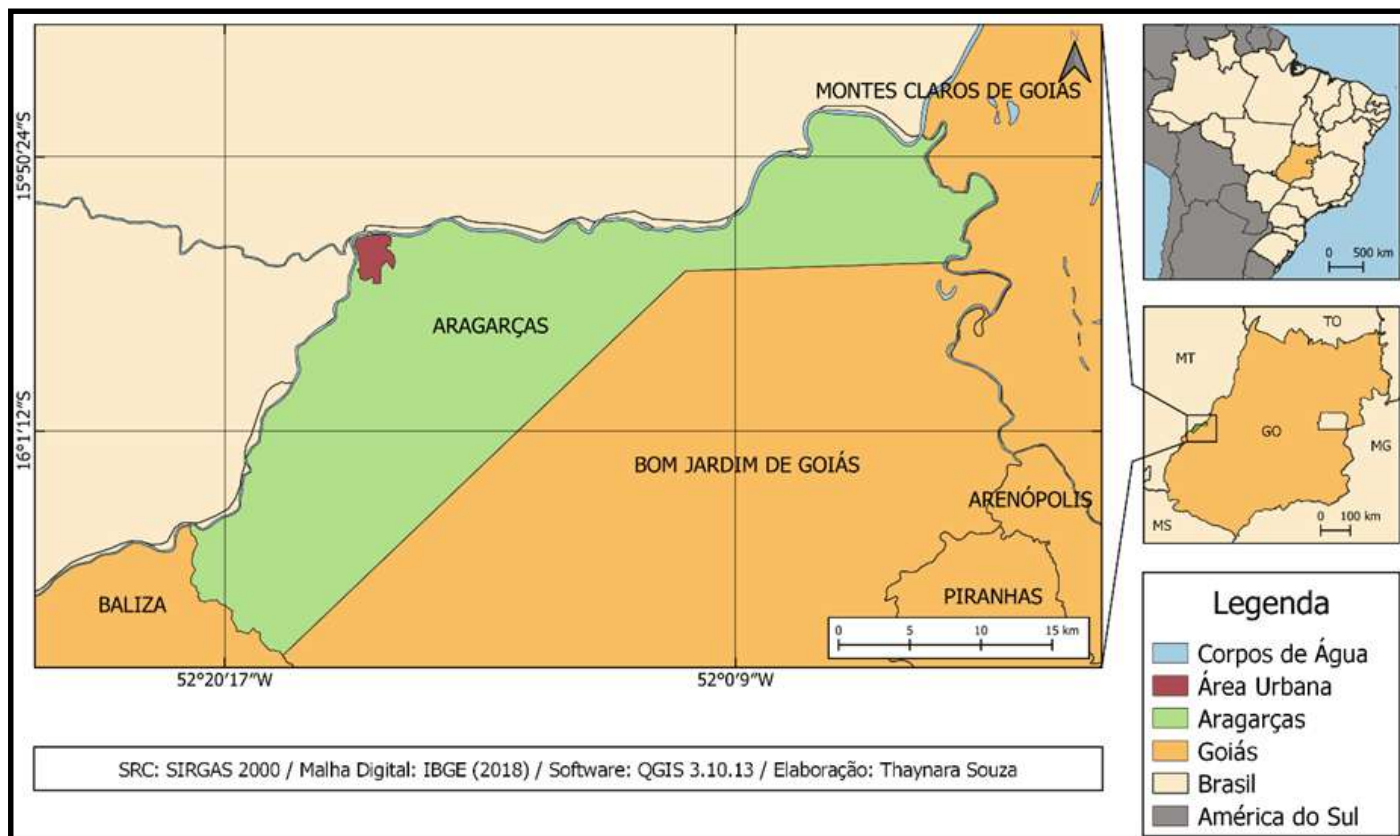 N
MONTES CLAROS DE GOIÁS
15°50'24"S
ARAGARÇAS
16°1'12"S
BOM JARDIM DE GOIÁS
ARENÓPOLIS
BALIZA
PIRANHAS
0 5 10 15 km
52°20'17"W 52°0'9"W
0 500 km
TO
MT
GO
MG
MS
0 100 km
Legenda
Corpos de Água
Área Urbana
Aragarças
Goiás
Brasil
América do Sul
SRC: SIRGAS 2000 / Malha Digital: IBGE (2018) / Software: QGIS 3.10.13 / Elaboração: Thaynara Souza